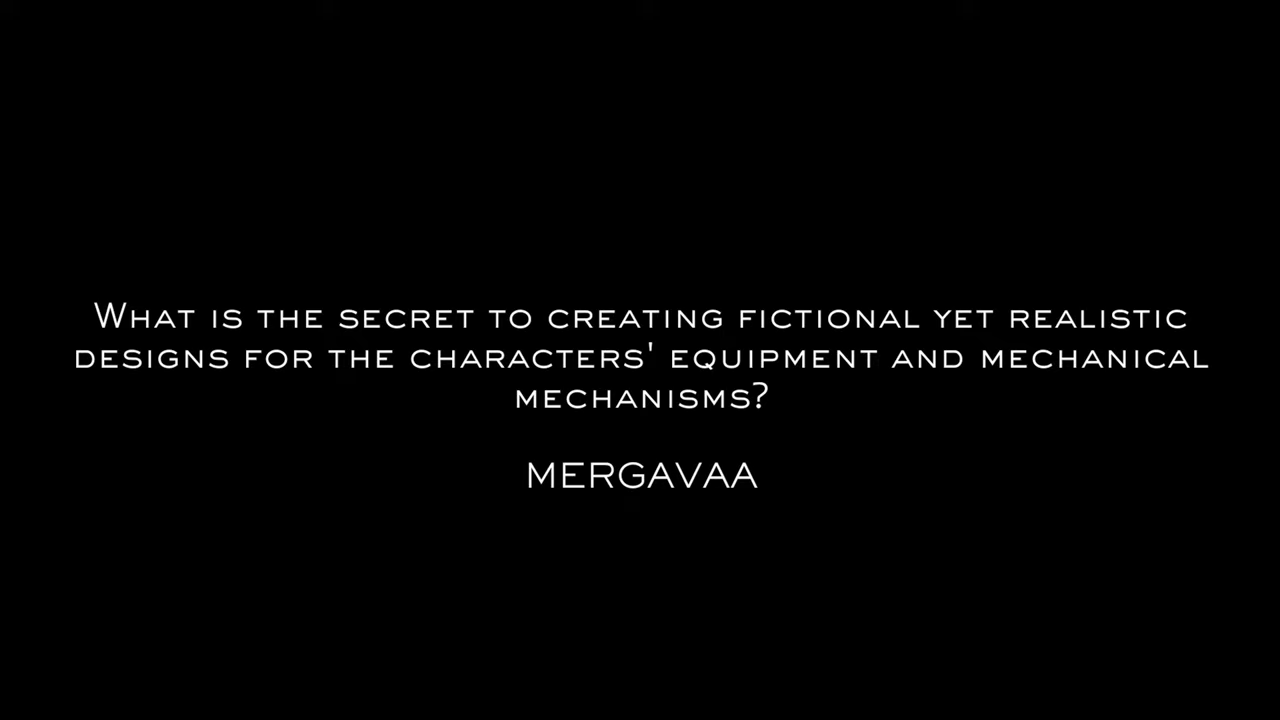 What is the secret to creating fictional yet realistic
designs for the characters' equipment and mechanical
mechanisms?
MERGAVAA